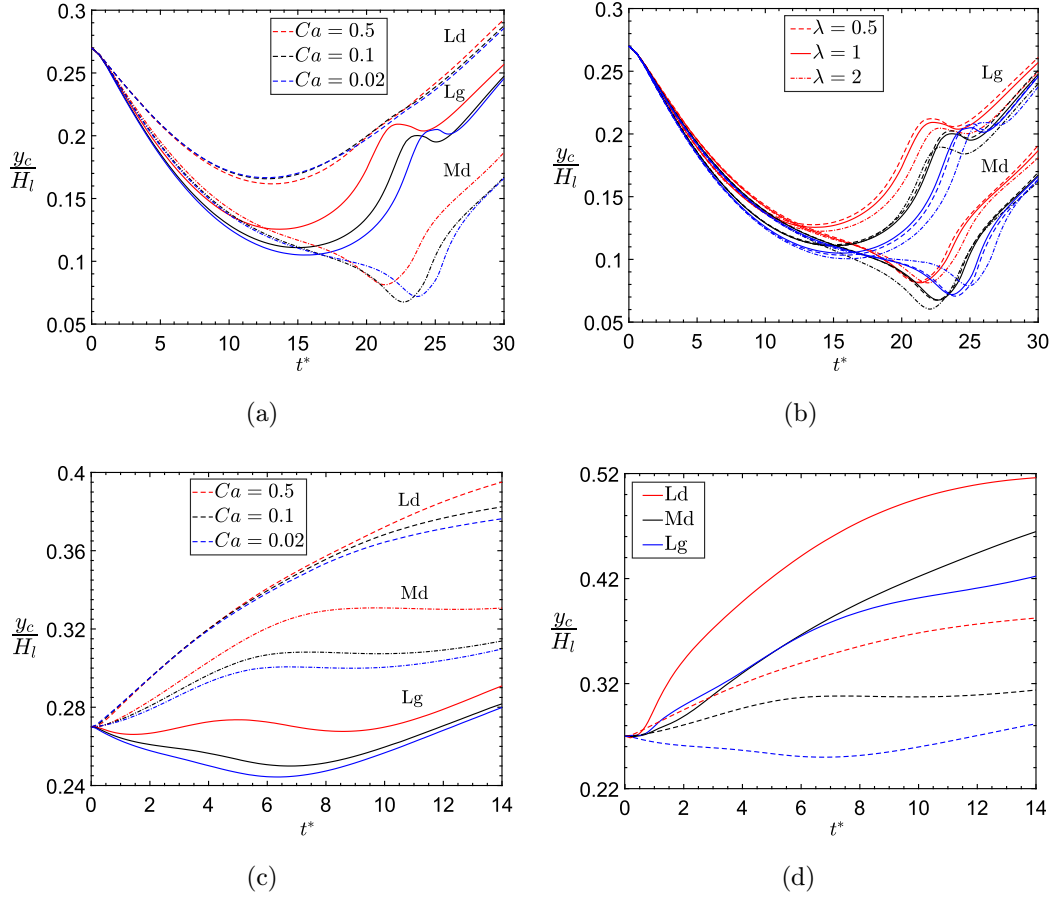 0.3
0.25
0.2
0.15
0.1
0.05
y_c
H_l
0 5 10 15 20 25 30
t*
Ca = 0.5
Ca = 0.1
Ca = 0.02
Ld
Lg
Md
(a)
0.3
0.25
0.2
0.15
0.1
0.05
y_c
H_l
0 5 10 15 20 25 30
t*
λ = 0.5
λ = 1
λ = 2
Lg
Md
(b)
0.4
0.36
0.32
0.28
0.24
y_c
H_l
0 2 4 6 8 10 12 14
t*
Ca = 0.5
Ca = 0.1
Ca = 0.02
Ld
Md
Lg
(c)
0.52
0.42
0.32
0.22
y_c
H_l
0 2 4 6 8 10 12 14
t*
Ld
Md
Lg
(d)